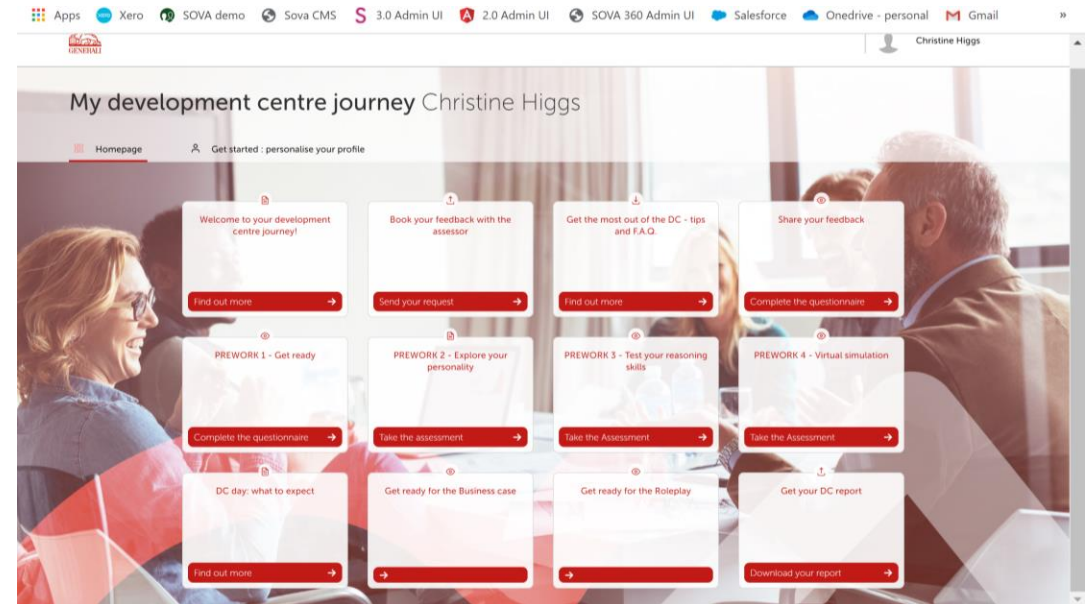 Apps Xero SOVA demo Sova CMS 3.0 Admin UI 2.0 Admin UI SOVA 360 Admin UI Salesforce Onedrive - personal Gmail »
GENERALI
Christine Higgs
My development centre journey Christine Higgs
Homepage Get started : personalise your profile
Welcome to your development
centre journey!
Find out more
Book your feedback with the
assessor
Send your request
Get the most out of the DC - tips
and F.A.Q.
Find out more
Share your feedback
Complete the questionnaire
PREWORK 1 - Get ready
Complete the questionnaire
PREWORK 2 - Explore your
personality
Take the assessment
PREWORK 3 - Test your reasoning
skills
Take the Assessment
PREWORK 4 - Virtual simulation
Take the Assessment
DC day: what to expect
Find out more
Get ready for the Business case
Get ready for the Roleplay
Get your DC report
Download your report